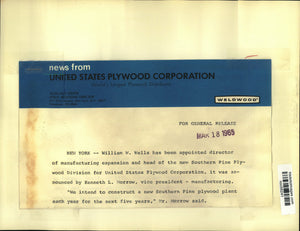 news from
UNITED STATES PLYWOOD CORPORATION
World's Largest Plywood Distributor
WELDWOOD
FOR GENERAL RELEASE
MAR 18 1965
NEW YORK -- William W. Wells has been appointed director
of manufacturing expansion and head of the new Southern Pine Ply-
wood Division for United States Plywood Corporation, it was an-
nounced by Kenneth L. Morrow, vice president - manufacturing.
"We intend to construct a new Southern Pine plywood plant
each year for the next five years," Mr. Morrow said.